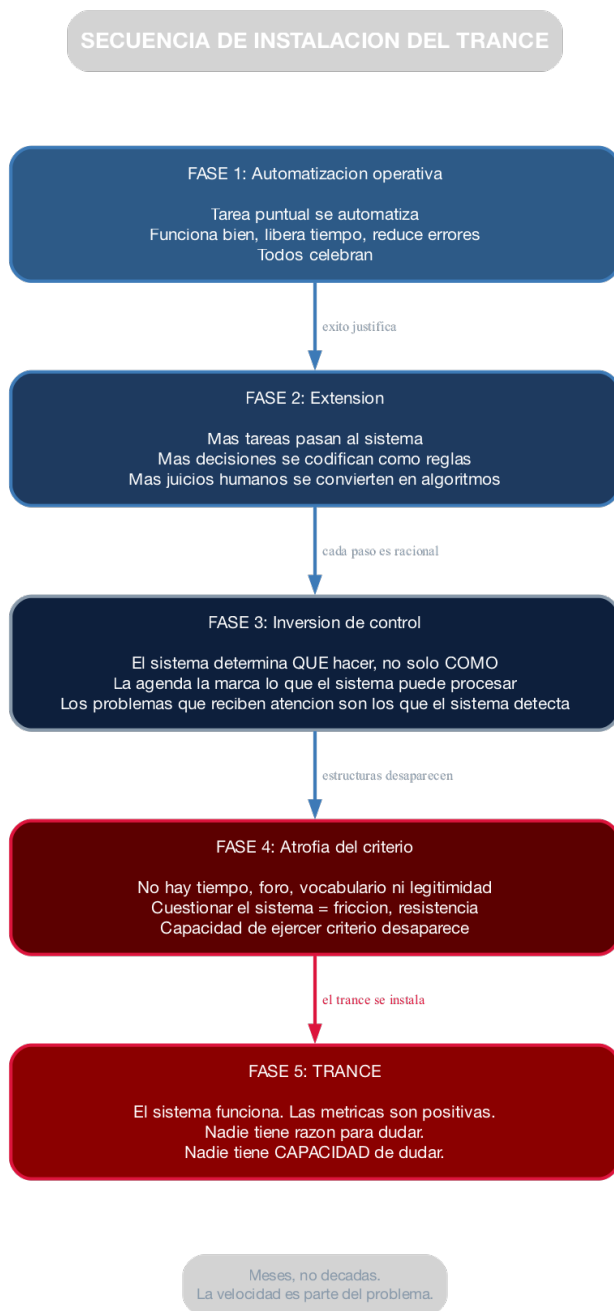 SECUENCIA DE INSTALACION DEL TRANCE
FASE 1: Automatizacion operativa
Tarea puntual se automatiza
Funciona bien, libera tiempo, reduce errores
Todos celebran
exito justifica
FASE 2: Extension
Mas tareas pasan al sistema
Mas decisiones se codifican como reglas
Mas juicios humanos se convierten en algoritmos
cada paso es racional
FASE 3: Inversion de control
El sistema determina QUE hacer, no solo COMO
La agenda la marca lo que el sistema puede procesar
Los problemas que reciben atencion son los que el sistema detecta
estructuras desaparecen
FASE 4: Atrofia del criterio
No hay tiempo, foro, vocabulario ni legitimidad
Cuestionar el sistema = friccion, resistencia
Capacidad de ejercer criterio desaparece
el trance se instala
FASE 5: TRANCE
El sistema funciona. Las metricas son positivas.
Nadie tiene razon para dudar.
Nadie tiene CAPACIDAD de dudar.
Meses, no decadas.
La velocidad es parte del problema.